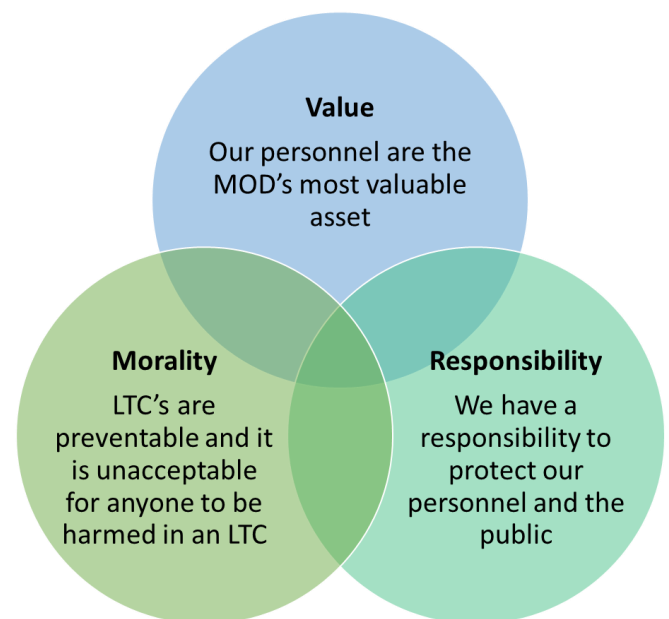 Value
Our personnel are the
MOD's most valuable
asset
Morality
LTC's are
preventable and it
is unacceptable
for anyone to be
harmed in an LTC
Responsibility
We have a
responsibility to
protect our
personnel and the
public